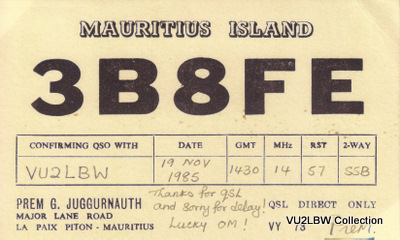 MAURITIUS ISLAND
3B8FE
CONFIRMING QSO WITH DATE GMT MHz RST 2-WAY
VU2LBW 19 NOV 1985 1430 14 57 SSB
PREM G. JUGGURNAUTH
MAJOR LANE ROAD
LA PAIX PITON - MAURITIUS
Thanks for QSL
and sorry for delay!
Lucky OM!
QSL DIRECT ONLY
VY 73 Prem.
VU2LBW Collection